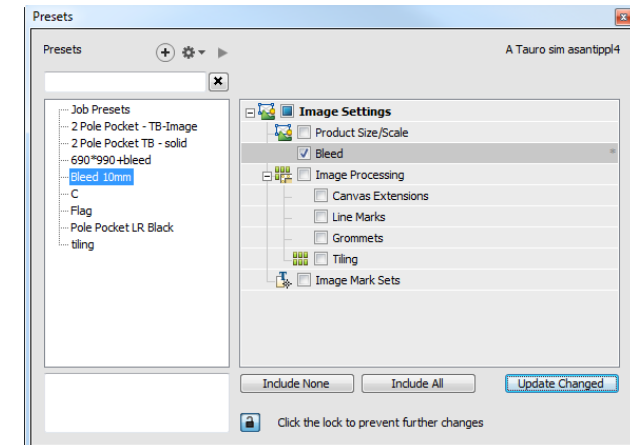 Presets
Presets
A Tauro sim asantippl4
Job Presets
2 Pole Pocket - TB-Image
2 Pole Pocket TB - solid
690*990+bleed
Bleed 10mm
C
Flag
Pole Pocket LR Black
tiling
Image Settings
Product Size/Scale
Bleed
Image Processing
Canvas Extensions
Line Marks
Grommets
Tiling
Image Mark Sets
Include None
Include All
Update Changed
Click the lock to prevent further changes